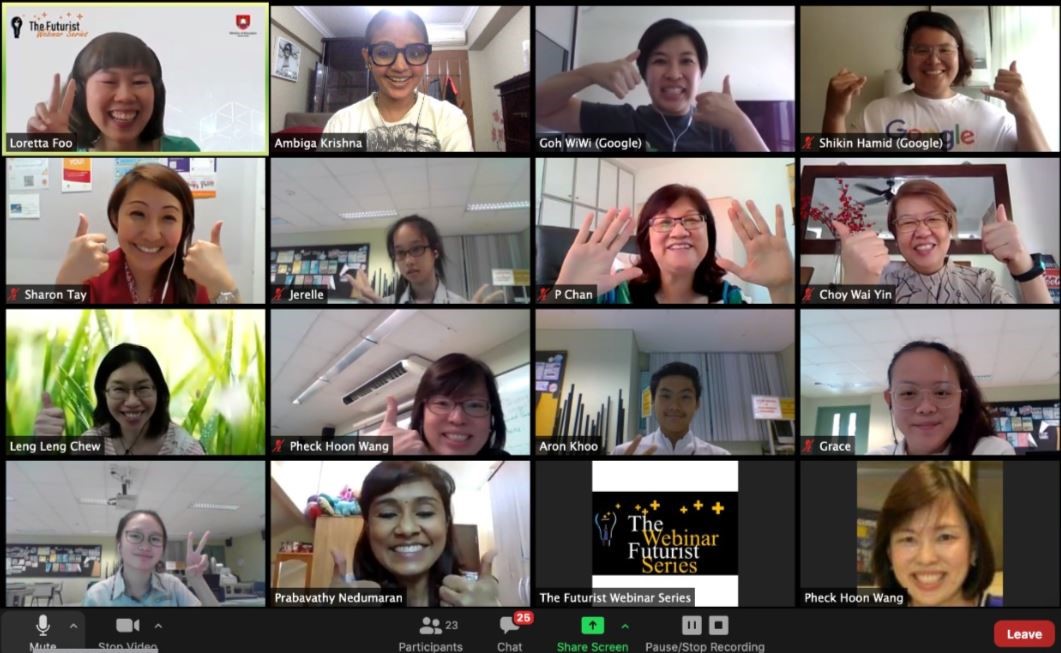 The Futurist
Webinar Series
Loretta Foo
Ambiga Krishna
Goh WiWi (Google)
Google
Shikin Hamid (Google)
YOU!
Sharon Tay
Jerelle
P Chan
Choy Wai Yin
Leng Leng Chew
Pheck Hoon Wang
Aron Khoo
Grace
Prabavathy Nedumaran
The
Webinar
Futurist
Series
The Futurist Webinar Series
Pheck Hoon Wang
Mute
Stop Video
Participants
23
Chat
25
Share Screen
Pause/Stop Recording
Leave